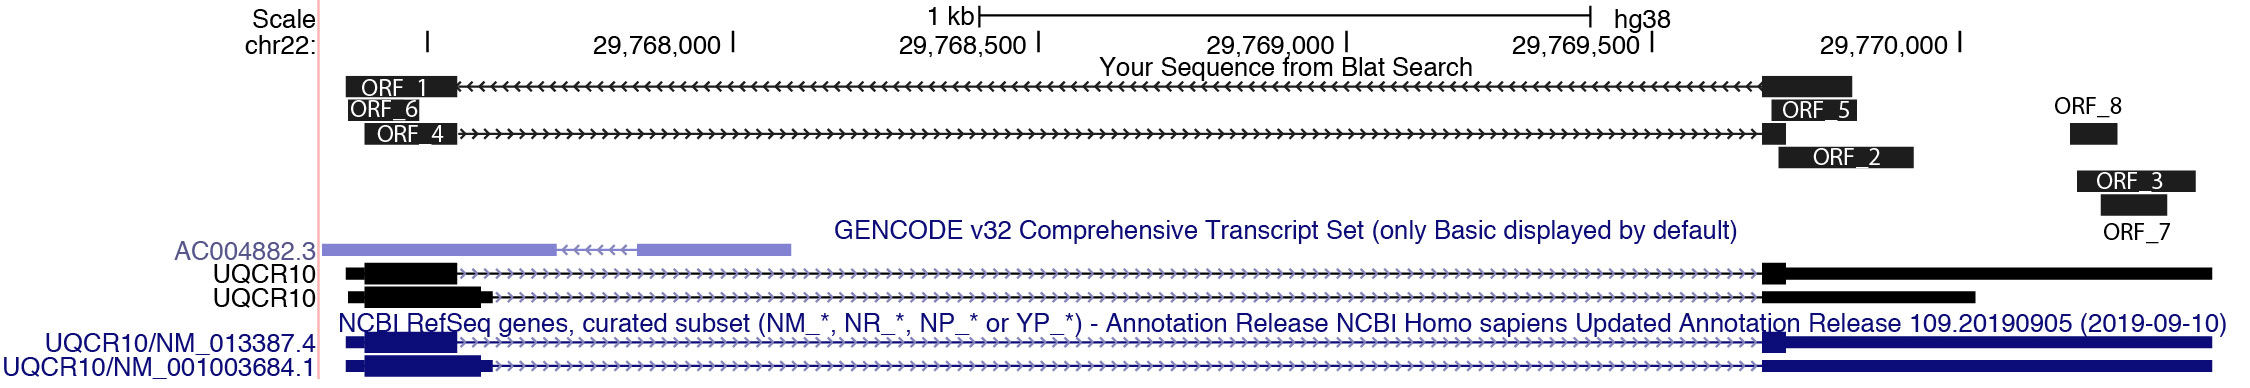 Scale 1 kb hg38
chr22: 29,768,000 29,768,500 29,769,000 29,769,500 29,770,000
Your Sequence from Blat Search
ORF_1
ORF_6 ORF_5 ORF_8
ORF_4
ORF_2
ORF_3
ORF_7
GENCODE v32 Comprehensive Transcript Set (only Basic displayed by default)
AC004882.3
UQCR10
UQCR10
NCBI RefSeq genes, curated subset (NM_*, NR_*, NP_* or YP_*) - Annotation Release NCBI Homo sapiens Updated Annotation Release 109.20190905 (2019-09-10)
UQCR10/NM_013387.4
UQCR10/NM_001003684.1